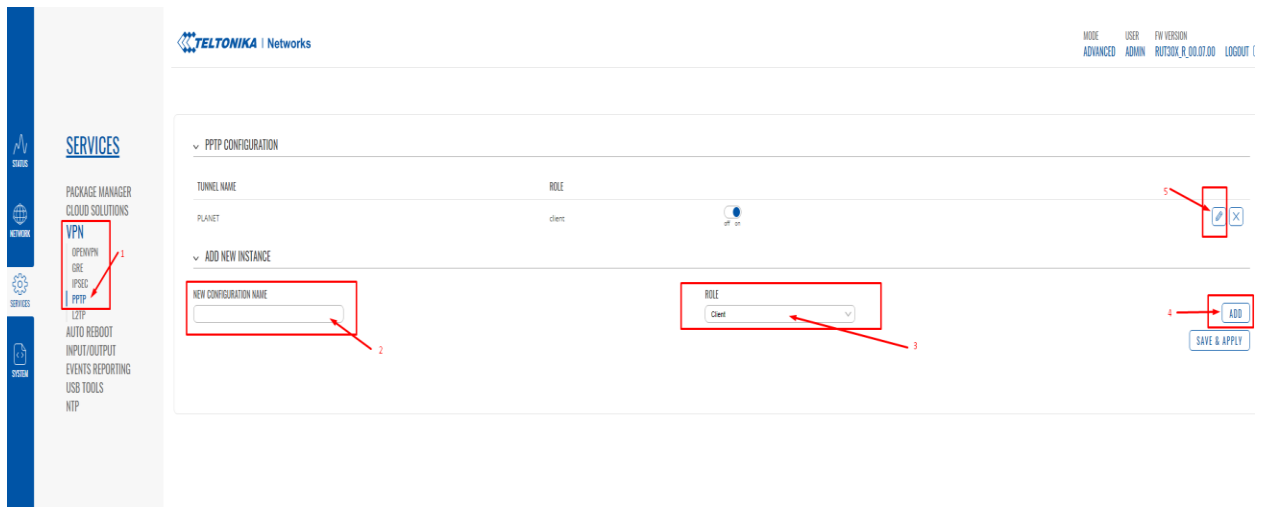 TELTONIKA | Networks
MODE USER FW VERSION
ADVANCED ADMIN RUT30X_R_00.07.00 LOGOUT
STATUS
NETWORK
SERVICES
SYSTEM
SERVICES
PACKAGE MANAGER
CLOUD SOLUTIONS
VPN
OPENVPN
GRE
IPSEC
PPTP
L2TP
AUTO REBOOT
INPUT/OUTPUT
EVENTS REPORTING
USB TOOLS
NTP
1
PPTP CONFIGURATION
TUNNEL NAME ROLE
5
PLANET client off on
ADD NEW INSTANCE
NEW CONFIGURATION NAME ROLE
Client
4 ADD
2
3
SAVE & APPLY